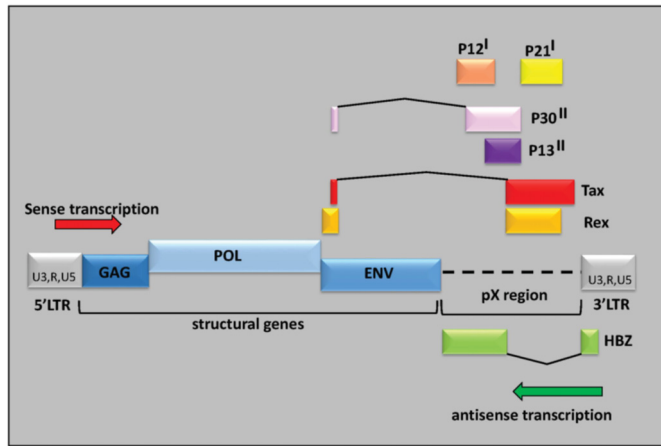 P12I P21I
P30II
P13II
Tax
Sense transcription
Rex
POL
U3,R,U5 GAG ENV U3,R,U5
5'LTR pX region 3'LTR
structural genes
HBZ
antisense transcription